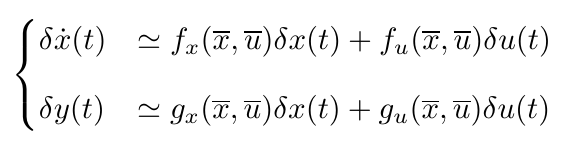 δẋ(t) ≃ f_x(x̅, u̅)δx(t) + f_u(x̅, u̅)δu(t)
δy(t) ≃ g_x(x̅, u̅)δx(t) + g_u(x̅, u̅)δu(t)